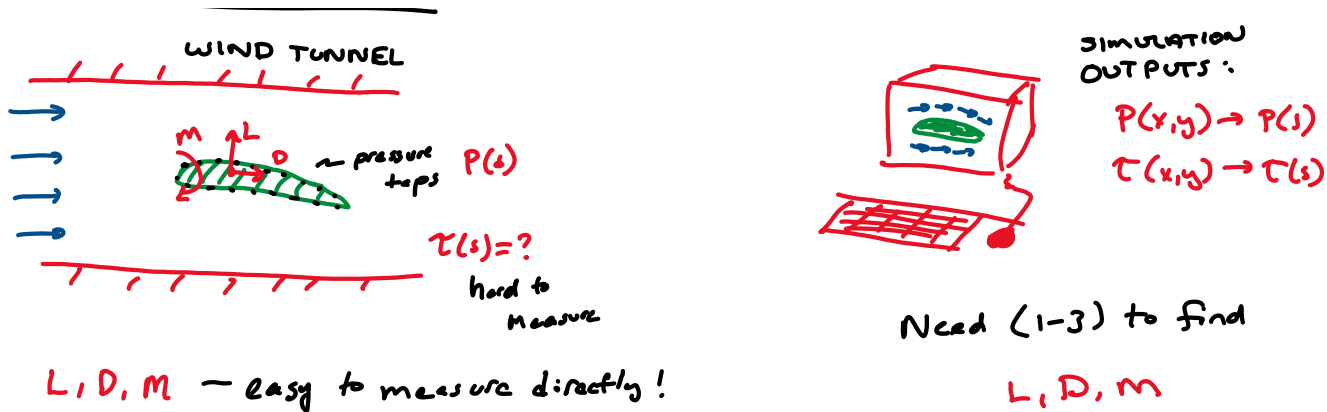 WIND TUNNEL
M
L
D
~ pressure
taps
P(s)
τ(s)=?
hard to
measure
L, D, M — easy to measure directly!
SIMULATION
OUTPUTS:
P(x,y) → P(s)
τ(x,y) → τ(s)
Need (1-3) to find
L, D, M